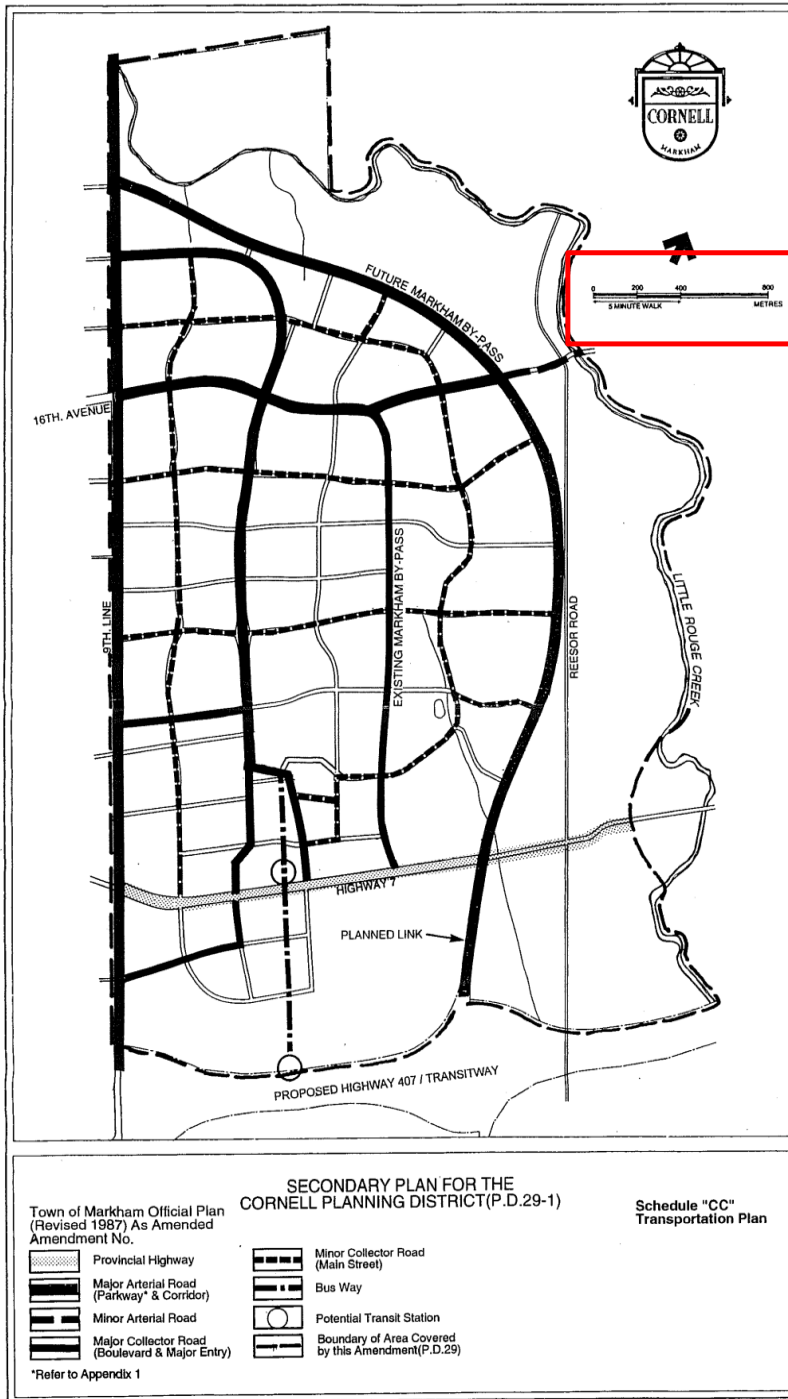 CORNELL
MARKHAM
0 200 400 800
5 MINUTE WALK METRES
FUTURE MARKHAM BY-PASS
16TH. AVENUE
9TH. LINE
EXISTING MARKHAM BY-PASS
REESOR ROAD
LITTLE ROUGE CREEK
HIGHWAY 7
PLANNED LINK
PROPOSED HIGHWAY 407 / TRANSITWAY
SECONDARY PLAN FOR THE
CORNELL PLANNING DISTRICT(P.D.29-1)
Town of Markham Official Plan
(Revised 1987) As Amended
Amendment No.
Schedule "CC"
Transportation Plan
Provincial Highway
Major Arterial Road
(Parkway* & Corridor)
Minor Arterial Road
Major Collector Road
(Boulevard & Major Entry)
Minor Collector Road
(Main Street)
Bus Way
Potential Transit Station
Boundary of Area Covered
by this Amendment(P.D.29)
*Refer to Appendix 1